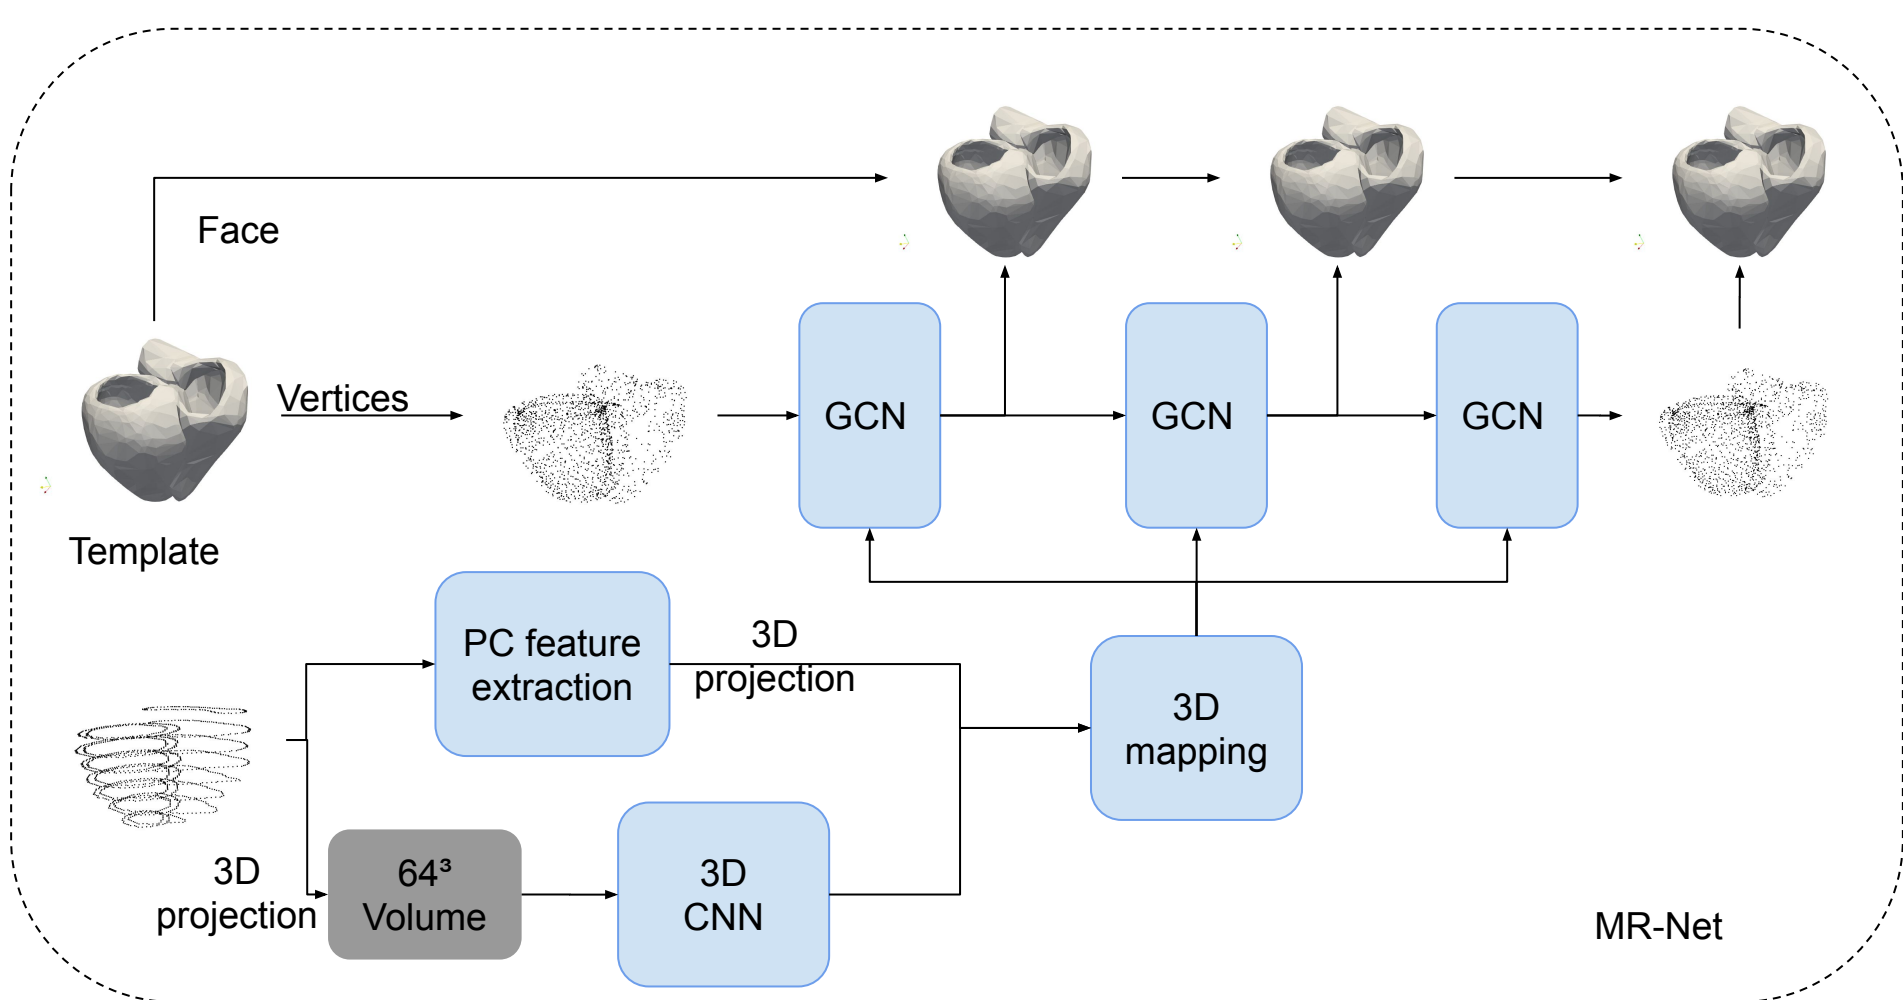 Face
Vertices
GCN
GCN
GCN
Template
PC feature
extraction
3D
projection
3D
mapping
3D
projection
64³
Volume
3D
CNN
MR-Net